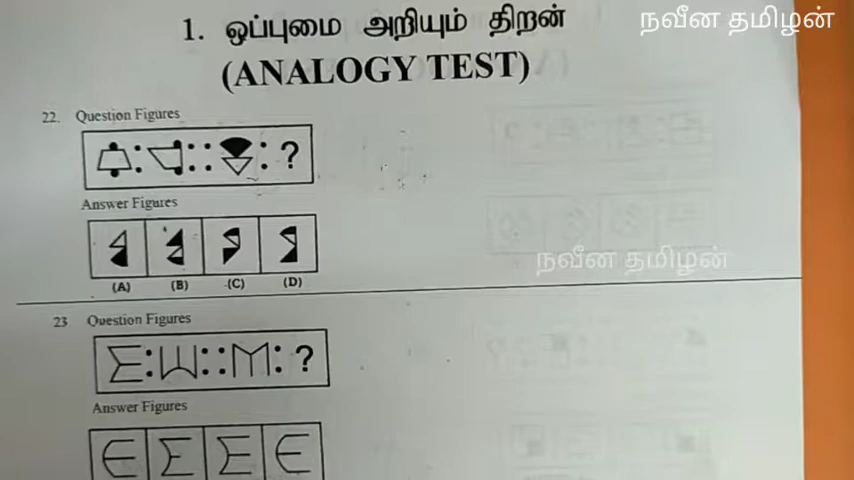 நவீன தமிழன்
1. ஒப்புமை அறியும் திறன்
(ANALOGY TEST)
22. Question Figures
: :: : ?
Answer Figures
(A) (B) (C) (D)
நவீன தமிழன்
23 Question Figures
: :: : ?
Answer Figures